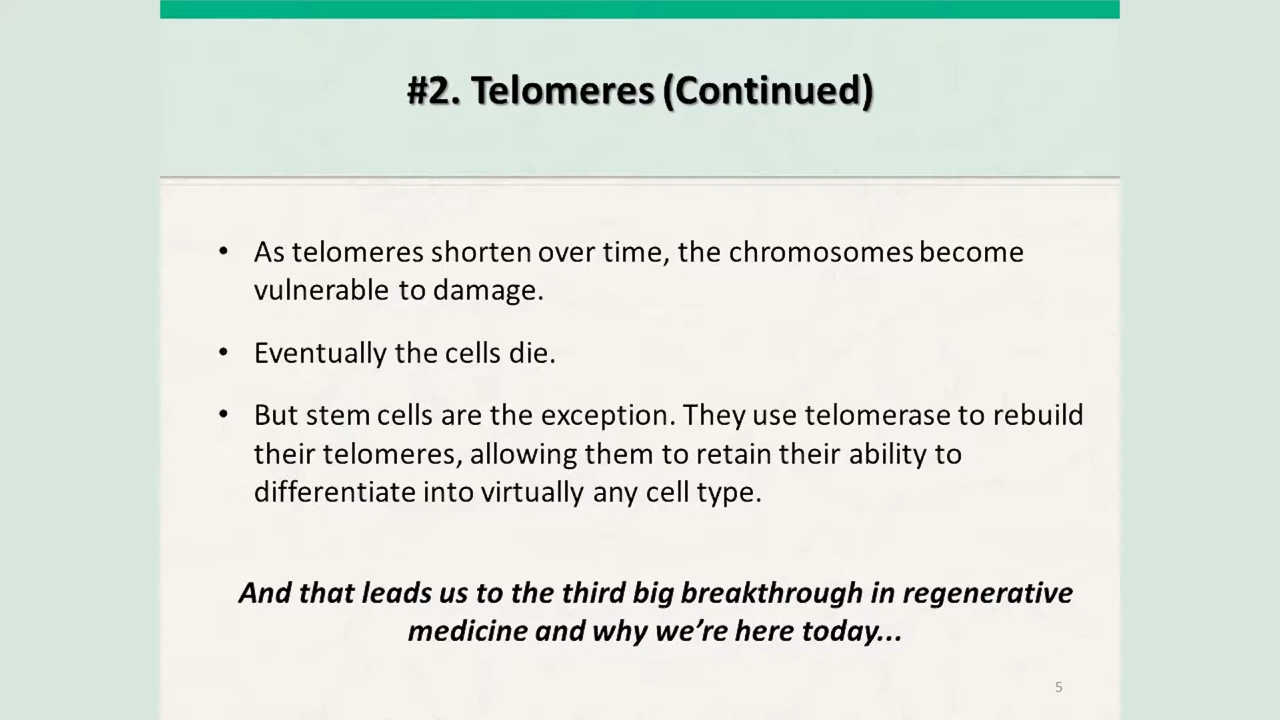 #2. Telomeres (Continued)
• As telomeres shorten over time, the chromosomes become
vulnerable to damage.
• Eventually the cells die.
• But stem cells are the exception. They use telomerase to rebuild
their telomeres, allowing them to retain their ability to
differentiate into virtually any cell type.
And that leads us to the third big breakthrough in regenerative
medicine and why we’re here today...
5